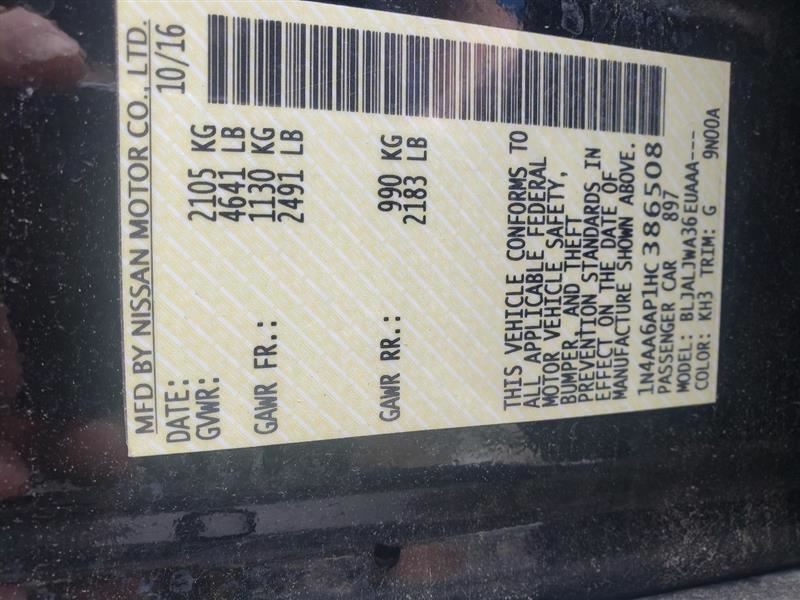 MFD BY NISSAN MOTOR CO., LTD.
DATE: 10/16
GVWR: 2105 KG
4641 LB
GAWR FR.: 1130 KG
2491 LB
GAWR RR.: 990 KG
2183 LB
THIS VEHICLE CONFORMS TO
ALL APPLICABLE FEDERAL
MOTOR VEHICLE SAFETY,
BUMPER, AND THEFT
PREVENTION STANDARDS IN
EFFECT ON THE DATE OF
MANUFACTURE SHOWN ABOVE.
1N4AA6AP1HC386508
PASSENGER CAR 897
MODEL: BLJALJWA36EUAAA---
COLOR: KH3 TRIM: G 9N00A